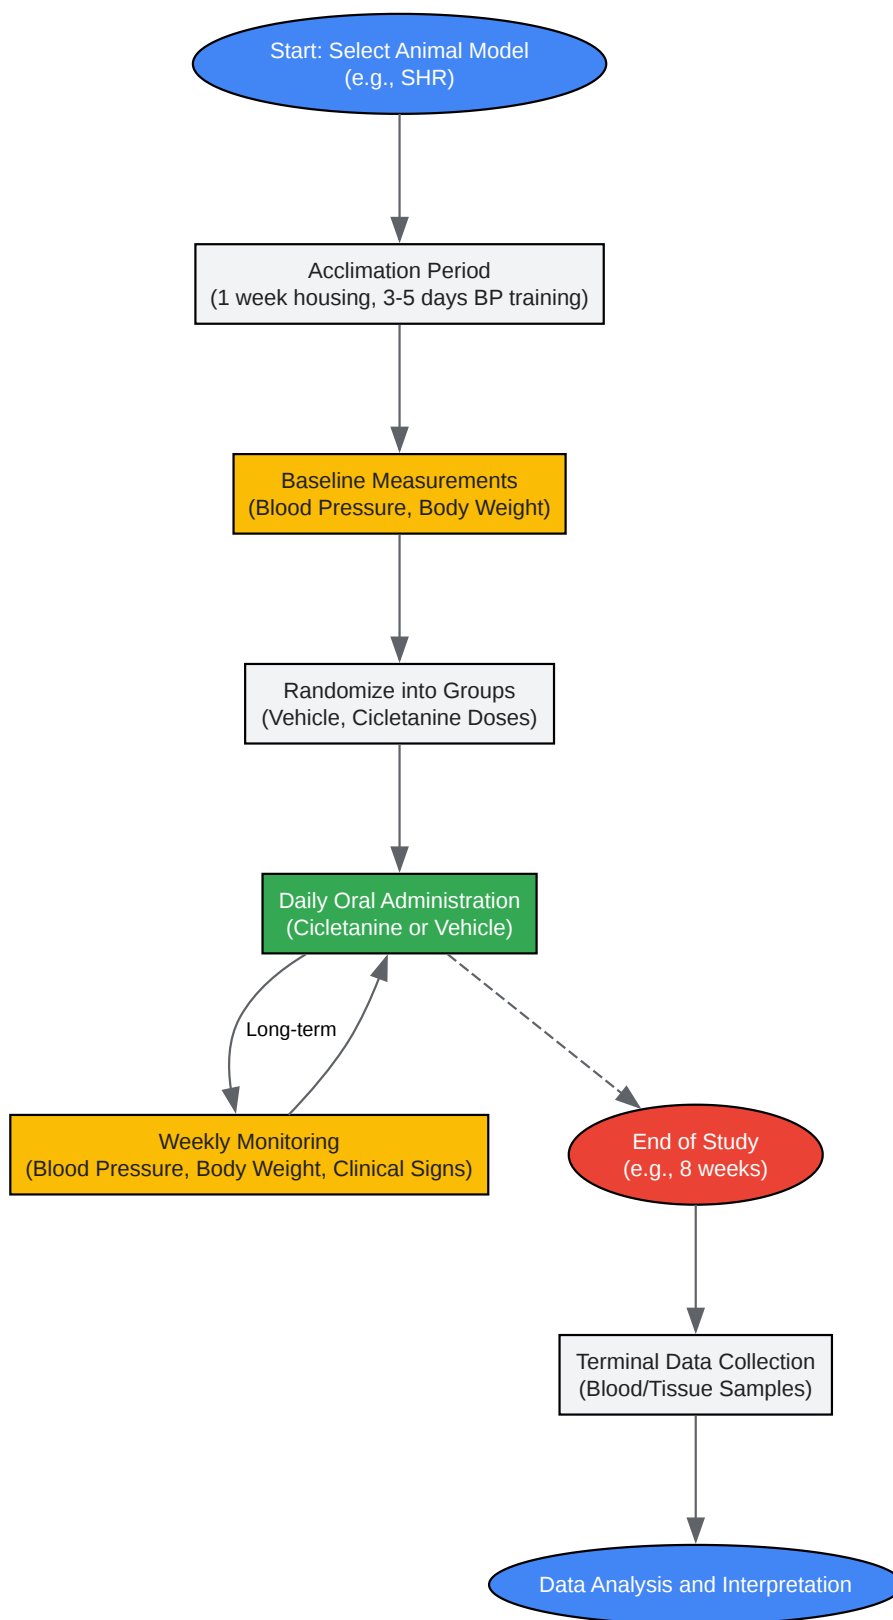 Start: Select Animal Model
(e.g., SHR)
Acclimation Period
(1 week housing, 3-5 days BP training)
Baseline Measurements
(Blood Pressure, Body Weight)
Randomize into Groups
(Vehicle, Cicletanine Doses)
Daily Oral Administration
(Cicletanine or Vehicle)
Long-term
Weekly Monitoring
(Blood Pressure, Body Weight, Clinical Signs)
End of Study
(e.g., 8 weeks)
Terminal Data Collection
(Blood/Tissue Samples)
Data Analysis and Interpretation